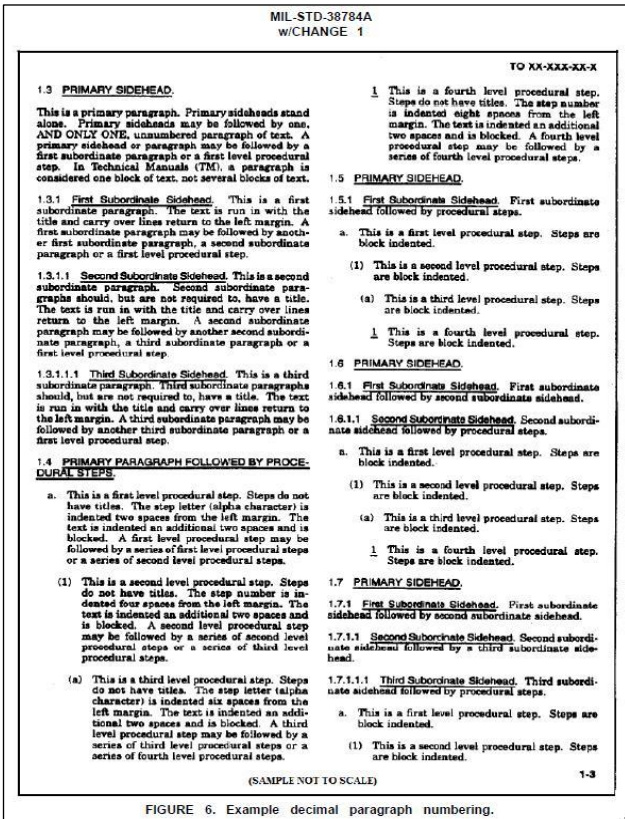 MIL-STD-38784A
w/CHANGE 1
TO XX-XXX-XX-X
1.3 PRIMARY SIDEHEAD.
This is a primary paragraph. Primary sideheads stand
alone. Primary sideheads may be followed by one,
AND ONLY ONE, unnumbered paragraph of text. A
primary sidehead or paragraph may be followed by a
first subordinate paragraph or a first level procedural
step. In Technical Manuals (TM), a paragraph is
considered one block of text, not several blocks of text.
1.3.1 First Subordinate Sidehead. This is a first
subordinate paragraph. The text is run in with the
title and carry over lines return to the left margin. A
first subordinate paragraph may be followed by anoth-
er first subordinate paragraph, a second subordinate
paragraph or a first level procedural step.
1.3.1.1 Second Subordinate Sidehead. This is a second
subordinate paragraph. Second subordinate para-
graphs should, but are not required to, have a title.
The text is run in with the title and carry over lines
return to the left margin. A second subordinate
paragraph may be followed by another second subordi-
nate paragraph, a third subordinate paragraph or a
first level procedural step.
1.3.1.1.1 Third Subordinate Sidehead. This is a third
subordinate paragraph. Third subordinate paragraphs
should, but are not required to, have a title. The text
is run in with the title and carry over lines return to
the left margin. A third subordinate paragraph may be
followed by another third subordinate paragraph or a
first level procedural step.
1.4 PRIMARY PARAGRAPH FOLLOWED BY PROCE-
DURAL STEPS.
a. This is a first level procedural step. Steps do not
have titles. The step letter (alpha character) is
indented two spaces from the left margin. The
text is indented an additional two spaces and is
blocked. A first level procedural step may be
followed by a series of first level procedural steps
or a series of second level procedural steps.
(1) This is a second level procedural step. Steps
do not have titles. The step number is in-
dented four spaces from the left margin. The
text is indented an additional two spaces and
is blocked. A second level procedural step
may be followed by a series of second level
procedural steps or a series of third level
procedural steps.
(a) This is a third level procedural step. Steps
do not have titles. The step letter (alpha
character) is indented six spaces from the
left margin. The text is indented an addi-
tional two spaces and is blocked. A third
level procedural step may be followed by a
series of third level procedural steps or a
series of fourth level procedural steps.
1 This is a fourth level procedural step.
Steps do not have titles. The step number
is indented eight spaces from the left
margin. The text is indented an additional
two spaces and is blocked. A fourth level
procedural step may be followed by a
series of fourth level procedural steps.
1.5 PRIMARY SIDEHEAD.
1.5.1 First Subordinate Sidehead. First subordinate
sidehead followed by procedural steps.
a. This is a first level procedural step. Steps are
block indented.
(1) This is a second level procedural step. Steps
are block indented.
(a) This is a third level procedural step. Steps
are block indented.
1 This is a fourth level procedural step.
Steps are block indented.
1.6 PRIMARY SIDEHEAD.
1.6.1 First Subordinate Sidehead. First subordinate
sidehead followed by second subordinate sidehead.
1.6.1.1 Second Subordinate Sidehead. Second subordi-
nate sidehead followed by procedural steps.
a. This is a first level procedural step. Steps are
block indented.
(1) This is a second level procedural step. Steps
are block indented.
(a) This is a third level procedural step. Steps
are block indented.
1 This is a fourth level procedural step.
Steps are block indented.
1.7 PRIMARY SIDEHEAD.
1.7.1 First Subordinate Sidehead. First subordinate
sidehead followed by second subordinate sidehead.
1.7.1.1 Second Subordinate Sidehead. Second subordi-
nate sidehead followed by a third subordinate side-
head.
1.7.1.1.1 Third Subordinate Sidehead. Third subordi-
nate sidehead followed by procedural steps.
a. This is a first level procedural step. Steps are
block indented.
(1) This is a second level procedural step. Steps
are block indented.
1-3
(SAMPLE NOT TO SCALE)
FIGURE 6. Example decimal paragraph numbering.